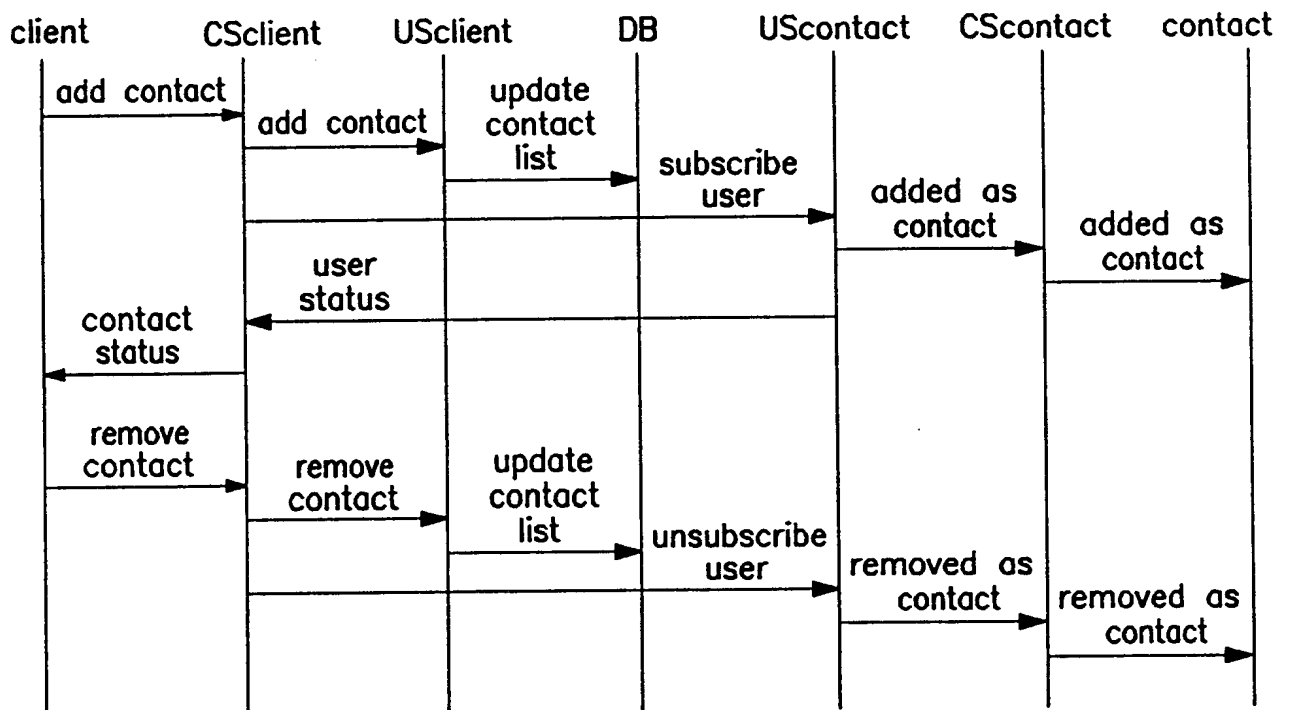 client CSclient USclient DB UScontact CScontact contact
add contact
add contact
update
contact
list
subscribe
user
added as
contact
added as
contact
user
status
contact
status
remove
contact
remove
contact
update
contact
list
unsubscribe
user
removed as
contact
removed as
contact